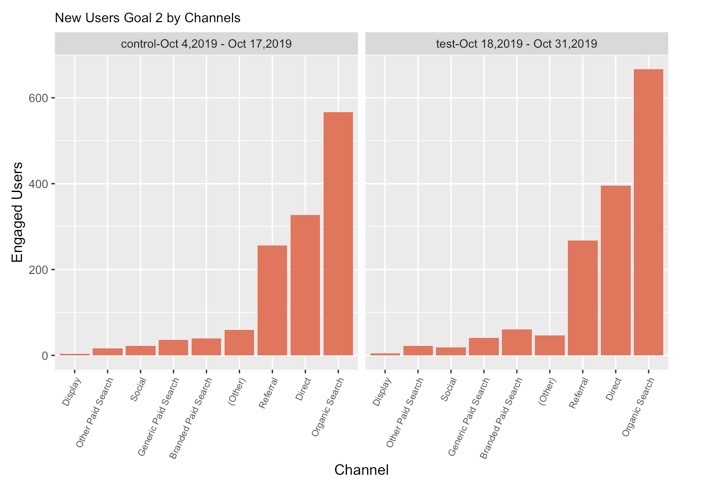 New Users Goal 2 by Channels
control-Oct 4,2019 - Oct 17,2019
test-Oct 18,2019 - Oct 31,2019
Engaged Users
600
400
200
0
Display
Other Paid Search
Social
Generic Paid Search
Branded Paid Search
(Other)
Referral
Direct
Organic Search
Display
Other Paid Search
Social
Generic Paid Search
Branded Paid Search
(Other)
Referral
Direct
Organic Search
Channel